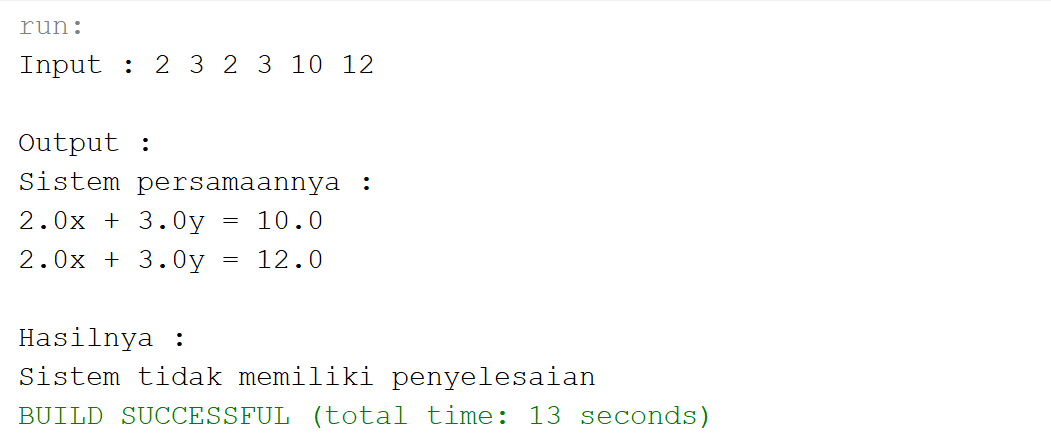 run:
Input : 2 3 2 3 10 12
Output :
Sistem persamaannya :
2.0x + 3.0y = 10.0
2.0x + 3.0y = 12.0
Hasilnya :
Sistem tidak memiliki penyelesaian
BUILD SUCCESSFUL (total time: 13 seconds)